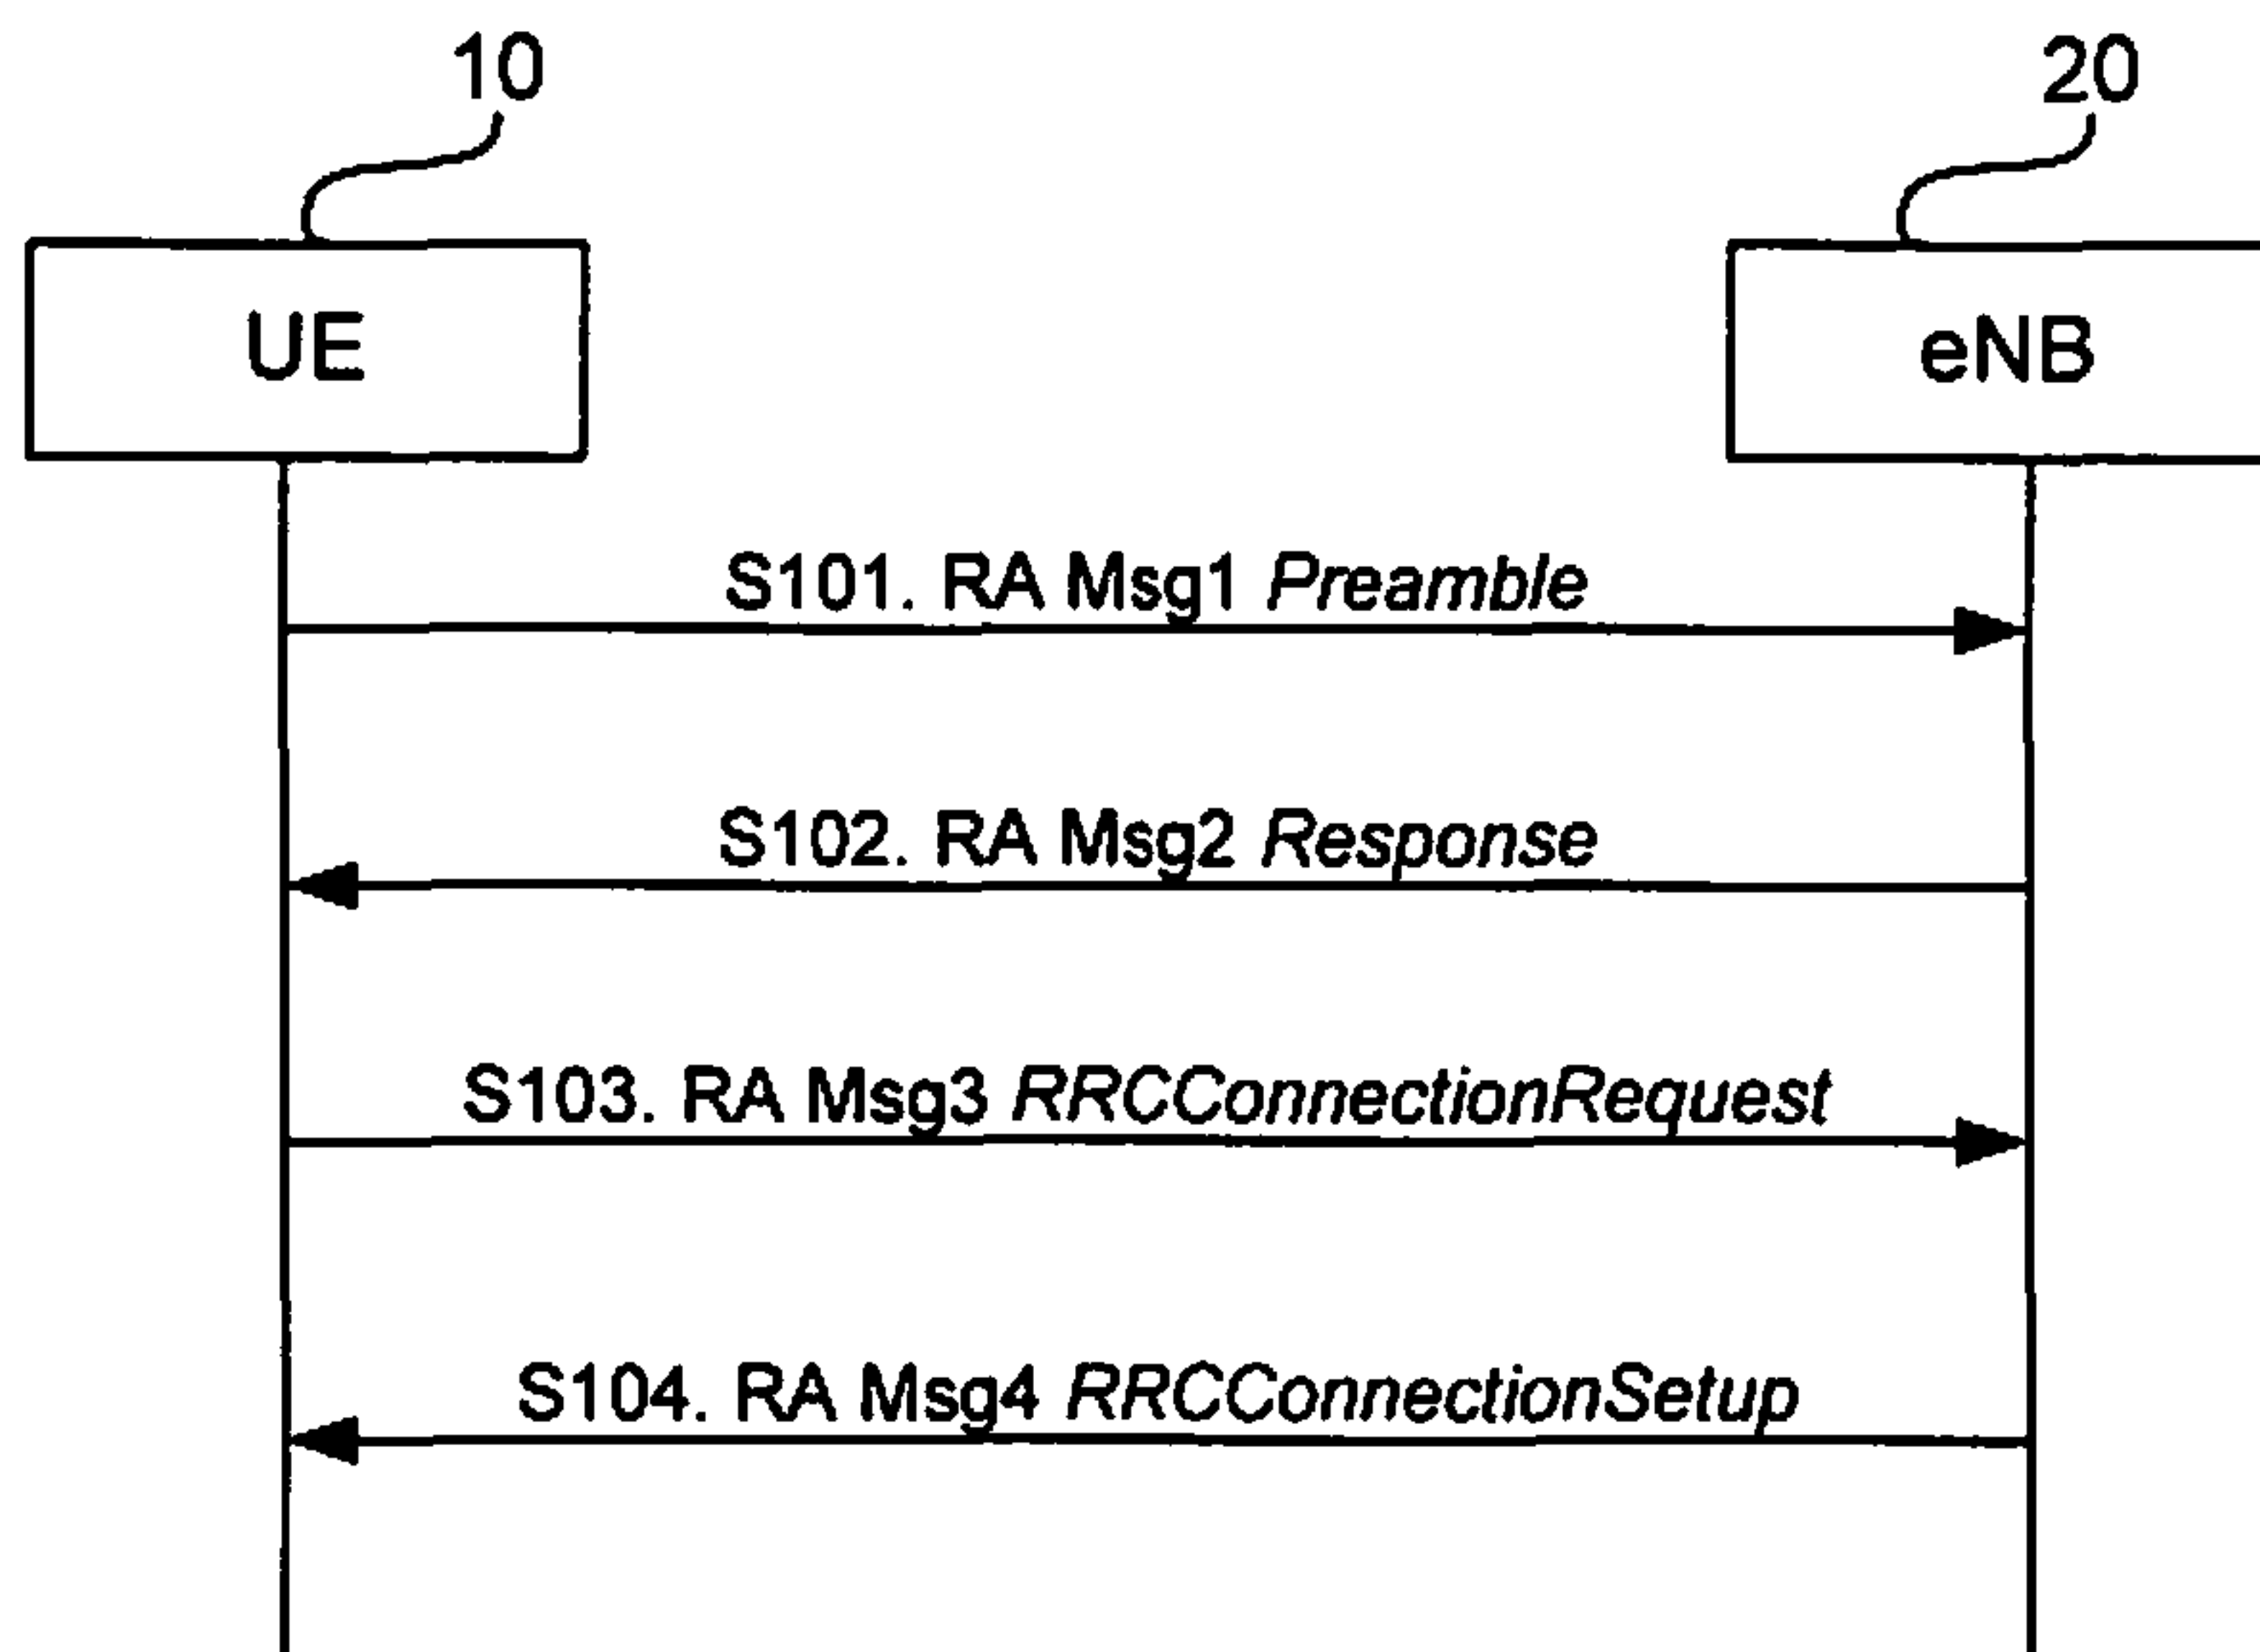 10
20
UE
eNB
S101. RA Msg1 Preamble
S102. RA Msg2 Response
S103. RA Msg3 RRCConnectionRequest
S104. RA Msg4 RRCConnectionSetup